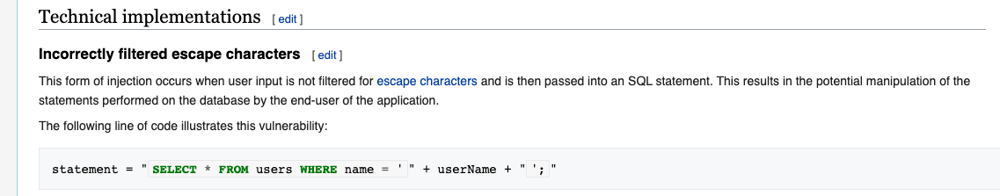 Technical implementations [ edit ]
Incorrectly filtered escape characters [ edit ]
This form of injection occurs when user input is not filtered for escape characters and is then passed into an SQL statement. This results in the potential manipulation of the
statements performed on the database by the end-user of the application.
The following line of code illustrates this vulnerability:
statement = " SELECT * FROM users WHERE name = ' " + userName + " '; "